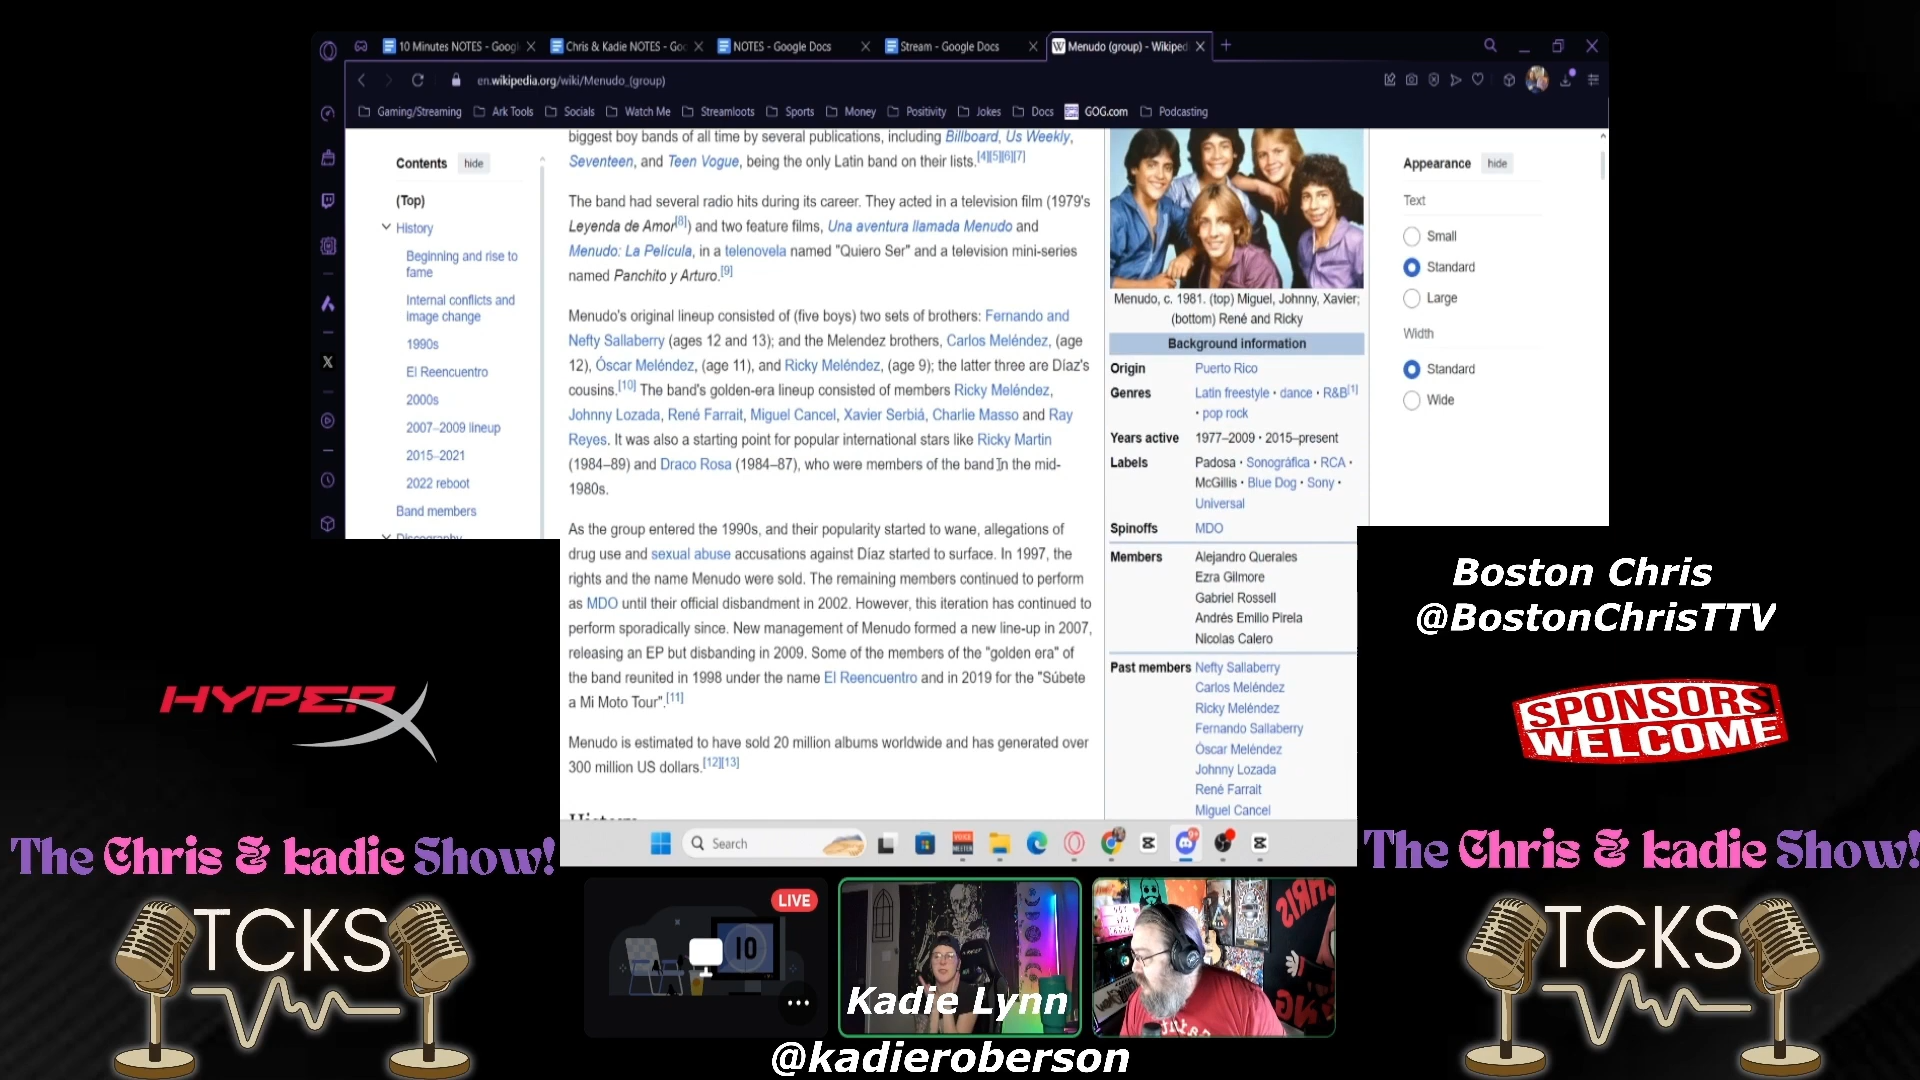 10 Minutes NOTES - Googl
Chris & Kadie NOTES - Goo
NOTES - Google Docs
Stream - Google Docs
Menudo (group) - Wikiped
en.wikipedia.org/wiki/Menudo_(group)
Gaming/Streaming
Ark Tools
Socials
Watch Me
Streamloots
Sports
Money
Positivity
Jokes
Docs
GOG.com
Podcasting
Contents
hide
(Top)
History
Beginning and rise to
fame
Internal conflicts and
image change
1990s
El Reencuentro
2000s
2007–2009 lineup
2015–2021
2022 reboot
Band members
Discography
biggest boy bands of all time by several publications, including Billboard, Us Weekly,
Seventeen, and Teen Vogue, being the only Latin band on their lists.[4][5][6][7]
The band had several radio hits during its career. They acted in a television film (1979's
Leyenda de Amor[8]) and two feature films, Una aventura llamada Menudo and
Menudo: La Película, in a telenovela named "Quiero Ser" and a television mini-series
named Panchito y Arturo.[9]
Menudo's original lineup consisted of (five boys) two sets of brothers: Fernando and
Nefty Sallaberry (ages 12 and 13); and the Melendez brothers, Carlos Meléndez, (age
12), Óscar Meléndez, (age 11), and Ricky Meléndez, (age 9); the latter three are Díaz's
cousins.[10] The band's golden-era lineup consisted of members Ricky Meléndez,
Johnny Lozada, René Farrait, Miguel Cancel, Xavier Serbiá, Charlie Masso and Ray
Reyes. It was also a starting point for popular international stars like Ricky Martin
(1984–89) and Draco Rosa (1984–87), who were members of the band in the mid-
1980s.
As the group entered the 1990s, and their popularity started to wane, allegations of
drug use and sexual abuse accusations against Díaz started to surface. In 1997, the
rights and the name Menudo were sold. The remaining members continued to perform
as MDO until their official disbandment in 2002. However, this iteration has continued to
perform sporadically since. New management of Menudo formed a new line-up in 2007,
releasing an EP but disbanding in 2009. Some of the members of the "golden era" of
the band reunited in 1998 under the name El Reencuentro and in 2019 for the "Súbete
a Mi Moto Tour".[11]
Menudo is estimated to have sold 20 million albums worldwide and has generated over
300 million US dollars.[12][13]
History
Menudo, c. 1981. (top) Miguel, Johnny, Xavier;
(bottom) René and Ricky
Background information
Origin Puerto Rico
Genres Latin freestyle · dance · R&B[1]
· pop rock
Years active 1977–2009 · 2015–present
Labels Padosa · Sonográfica · RCA ·
McGillis · Blue Dog · Sony ·
Universal
Spinoffs MDO
Members Alejandro Querales
Ezra Gilmore
Gabriel Rossell
Andrés Emilio Pirela
Nicolas Calero
Past members Nefty Sallaberry
Carlos Meléndez
Ricky Meléndez
Fernando Sallaberry
Óscar Meléndez
Johnny Lozada
René Farrait
Miguel Cancel
Appearance
hide
Text
Small
Standard
Large
Width
Standard
Wide
Search
Boston Chris
@BostonChrisTTV
HYPERX
SPONSORS
WELCOME
The Chris & kadie Show!
TCKS
The Chris & kadie Show!
TCKS
LIVE
10
Kadie Lynn
@kadieroberson